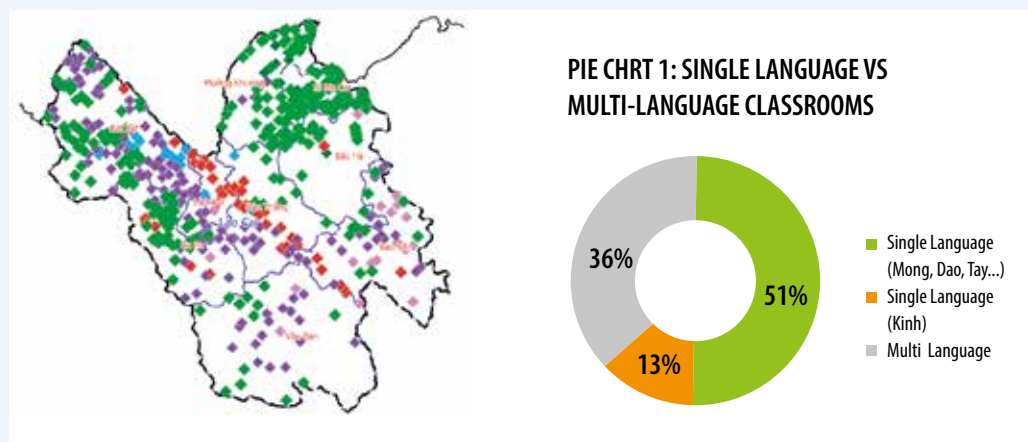 PIE CHRT 1: SINGLE LANGUAGE VS
MULTI-LANGUAGE CLASSROOMS
36%
51%
13%
Single Language
(Mong, Dao, Tay...)
Single Language
(Kinh)
Multi Language